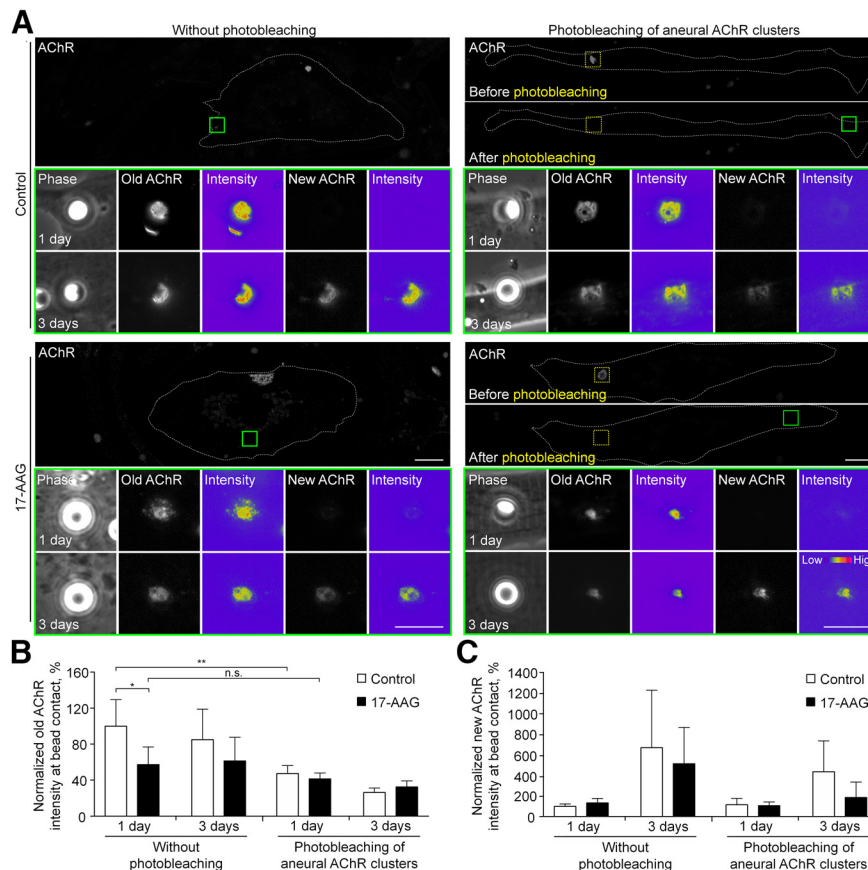 A
Without photobleaching
Photobleaching of aneural AChR clusters
Control
AChR
AChR
Before photobleaching
After photobleaching
Phase
Old AChR
Intensity
New AChR
Intensity
1 day
3 days
Phase
Old AChR
Intensity
New AChR
Intensity
1 day
3 days
17-AAG
AChR
AChR
Before photobleaching
After photobleaching
Phase
Old AChR
Intensity
New AChR
Intensity
1 day
3 days
Phase
Old AChR
Intensity
New AChR
Intensity
1 day
3 days
Low High
B
Normalized old AChR
intensity at bead contact, %
160
120
80
40
0
**
n.s.
*
Control
17-AAG
1 day
3 days
1 day
3 days
Without
photobleaching
Photobleaching of
aneural AChR clusters
C
Normalized new AChR
intensity at bead contact, %
1400
1200
1000
800
600
400
200
0
Control
17-AAG
1 day
3 days
1 day
3 days
Without
photobleaching
Photobleaching of
aneural AChR clusters